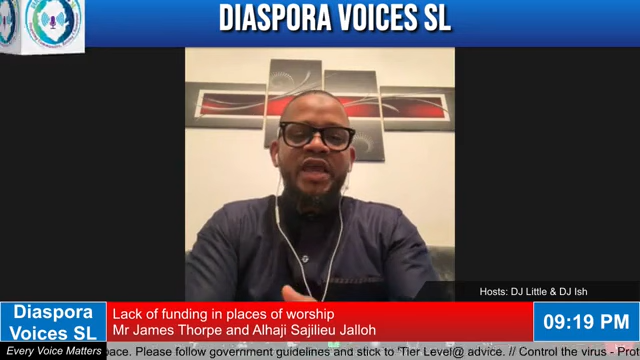 DIASPORA VOICES SL
Hosts: DJ Little & DJ Ish
Diaspora
Voices SL
Lack of funding in places of worship
Mr James Thorpe and Alhaji Sajilieu Jalloh
09:19 PM
Every Voice Matters
pace. Please follow government guidelines and stick to 'Tier Level@ advice. // Control the virus - Prot